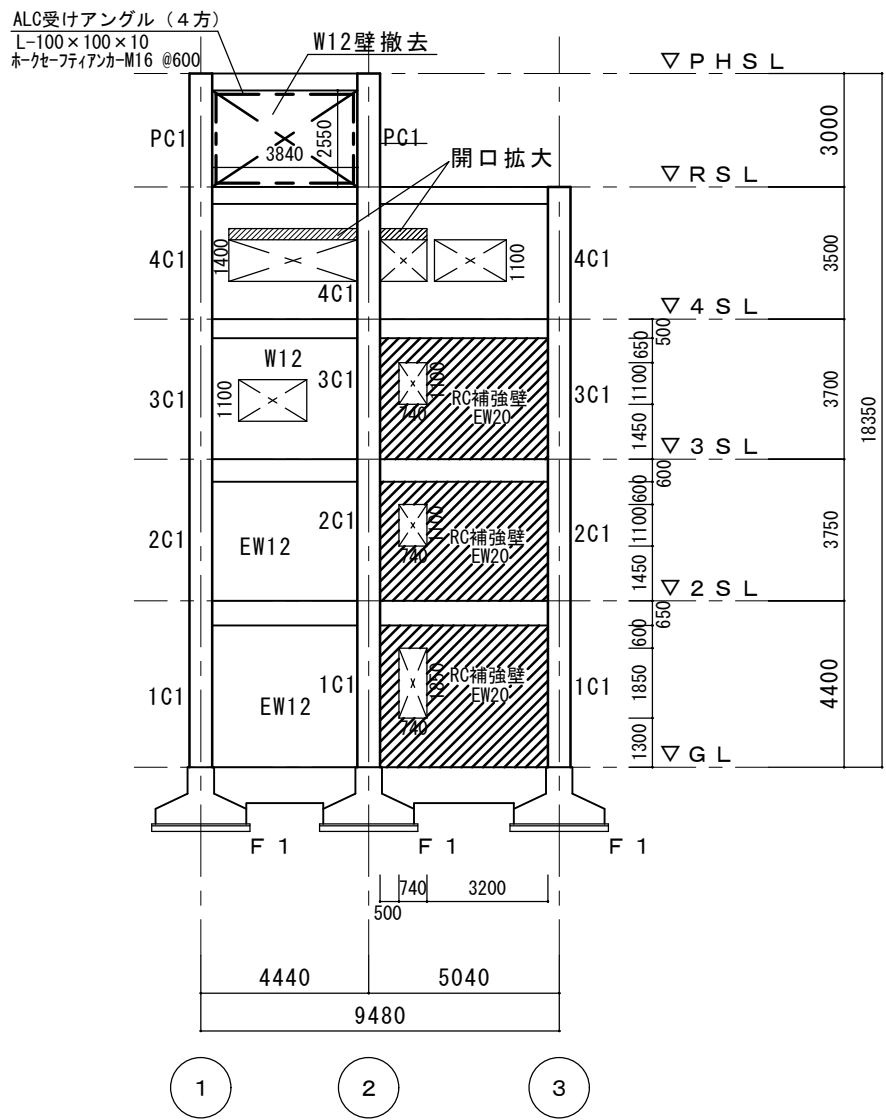 ALC受けアングル（４方）
L-100×100×10
ホークセーフティアンカーM16 @600
W12壁撤去
▽ＰＨＳＬ
PC1
2550
3840
PC1
3000
開口拡大
▽ＲＳＬ
4C1
1400
4C1
1100
4C1
3500
▽４ＳＬ
500
W12
3C1
1100
3C1
1100
740
RC補強壁
EW20
3C1
650
1100
1450
3700
18350
▽３ＳＬ
600
2C1
EW12
2C1
1100
740
RC補強壁
EW20
2C1
600
1100
1450
3750
▽２ＳＬ
650
1C1
EW12
1C1
1850
740
RC補強壁
EW20
1C1
600
1850
1300
4400
▽ＧＬ
Ｆ１
Ｆ１
Ｆ１
500
740
3200
4440
5040
9480
1
2
3